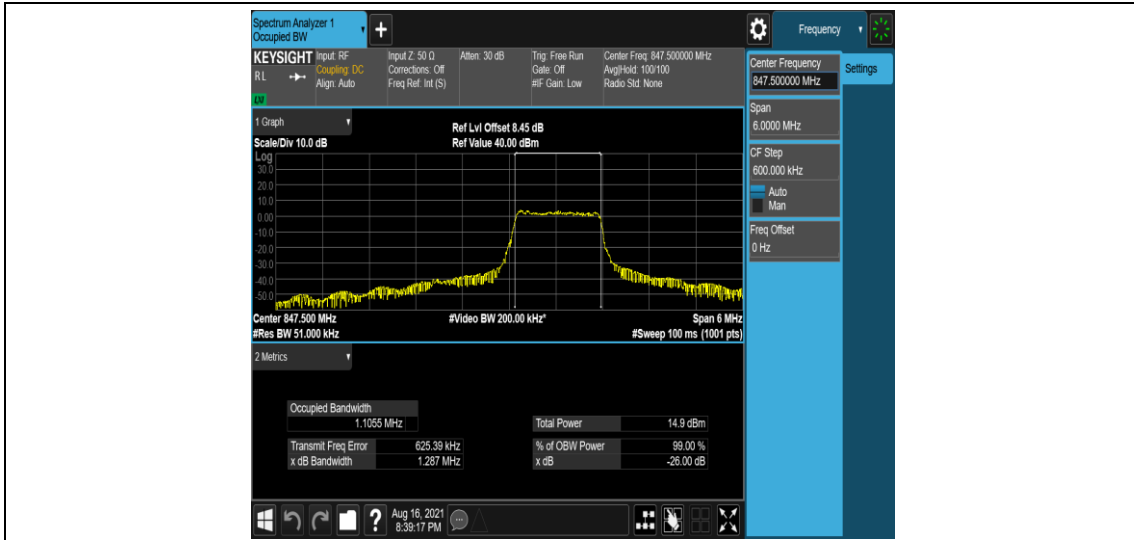 Spectrum Analyzer 1
Occupied BW
+
Frequency
KEYSIGHT
RL
Input: RF
Coupling: DC
Align: Auto
Input Z: 50 Ω
Corrections: Off
Freq Ref: Int (S)
Atten: 30 dB
Trig: Free Run
Gate: Off
#IF Gain: Low
Center Freq: 847.500000 MHz
Avg|Hold: 100/100
Radio Std: None
Center Frequency
847.500000 MHz
Settings
Span
6.0000 MHz
CF Step
600.000 kHz
Auto
Man
Freq Offset
0 Hz
1 Graph
Scale/Div 10.0 dB
Ref Lvl Offset 8.45 dB
Ref Value 40.00 dBm
Log
30.0
20.0
10.0
0.00
-10.0
-20.0
-30.0
-40.0
-50.0
Center 847.500 MHz
#Res BW 51.000 kHz
#Video BW 200.00 kHz*
Span 6 MHz
#Sweep 100 ms (1001 pts)
2 Metrics
Occupied Bandwidth
1.1055 MHz
Transmit Freq Error 625.39 kHz
x dB Bandwidth 1.287 MHz
Total Power 14.9 dBm
% of OBW Power 99.00 %
x dB -26.00 dB
?
Aug 16, 2021
8:39:17 PM